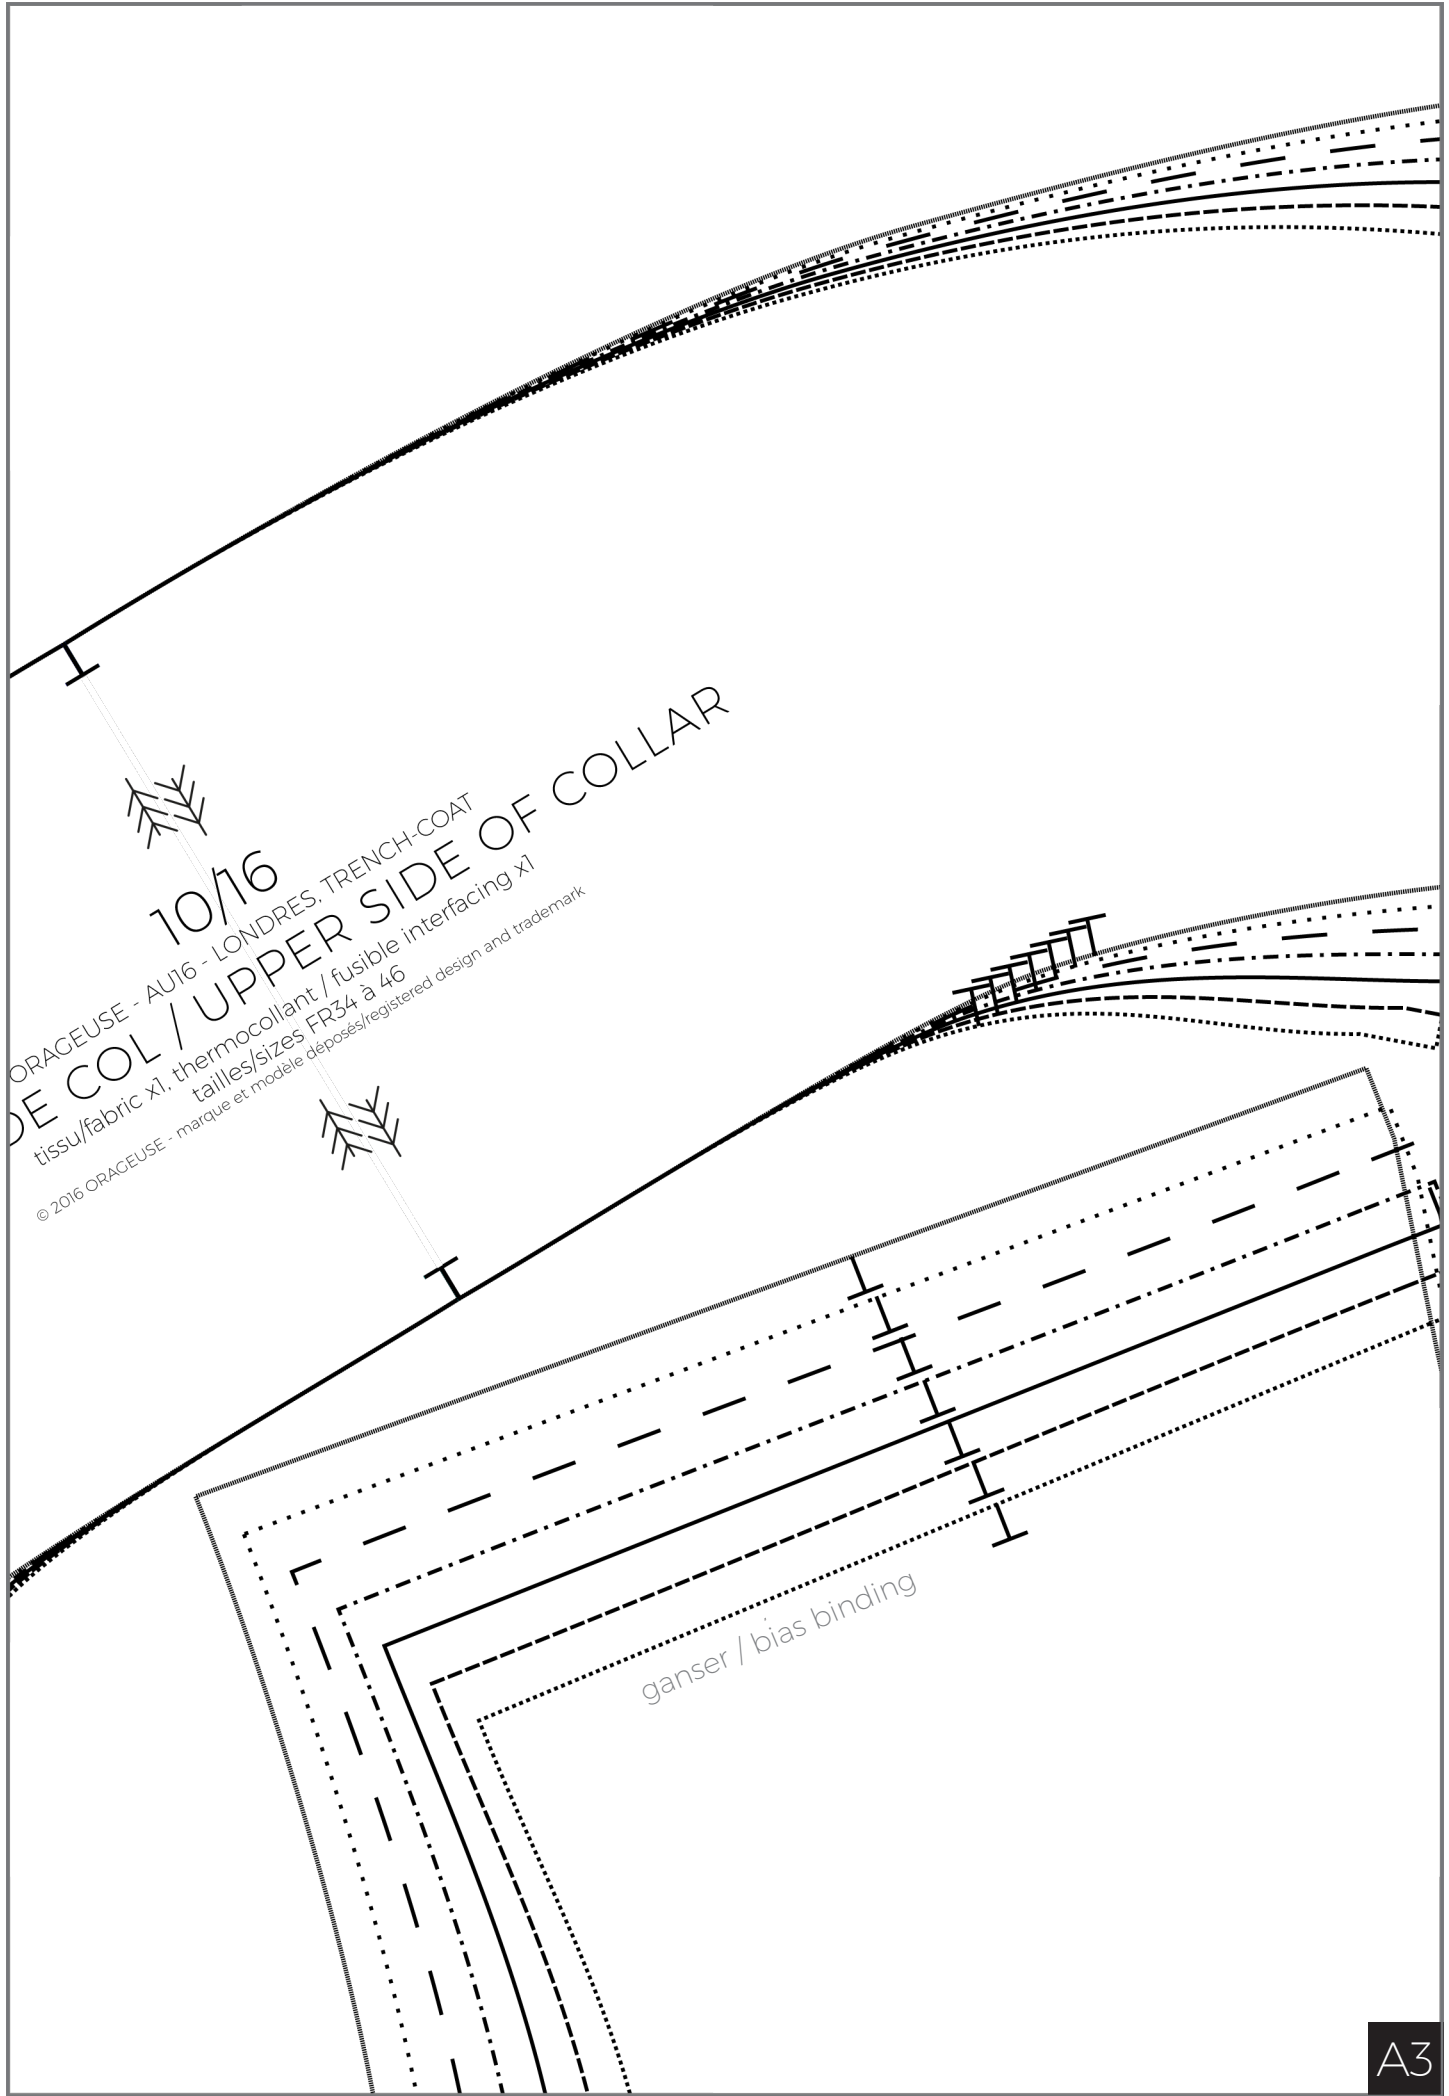 10/16
ORAGEUSE - AU16 - LONDRES, TRENCH-COAT
DE COL / UPPER SIDE OF COLLAR
tissu/fabric x1, thermocollant / fusible interfacing x1
tailles/sizes FR34 à 46
© 2016 ORAGEUSE - marque et modèle déposés/registered design and trademark
ganser / bias binding
A3